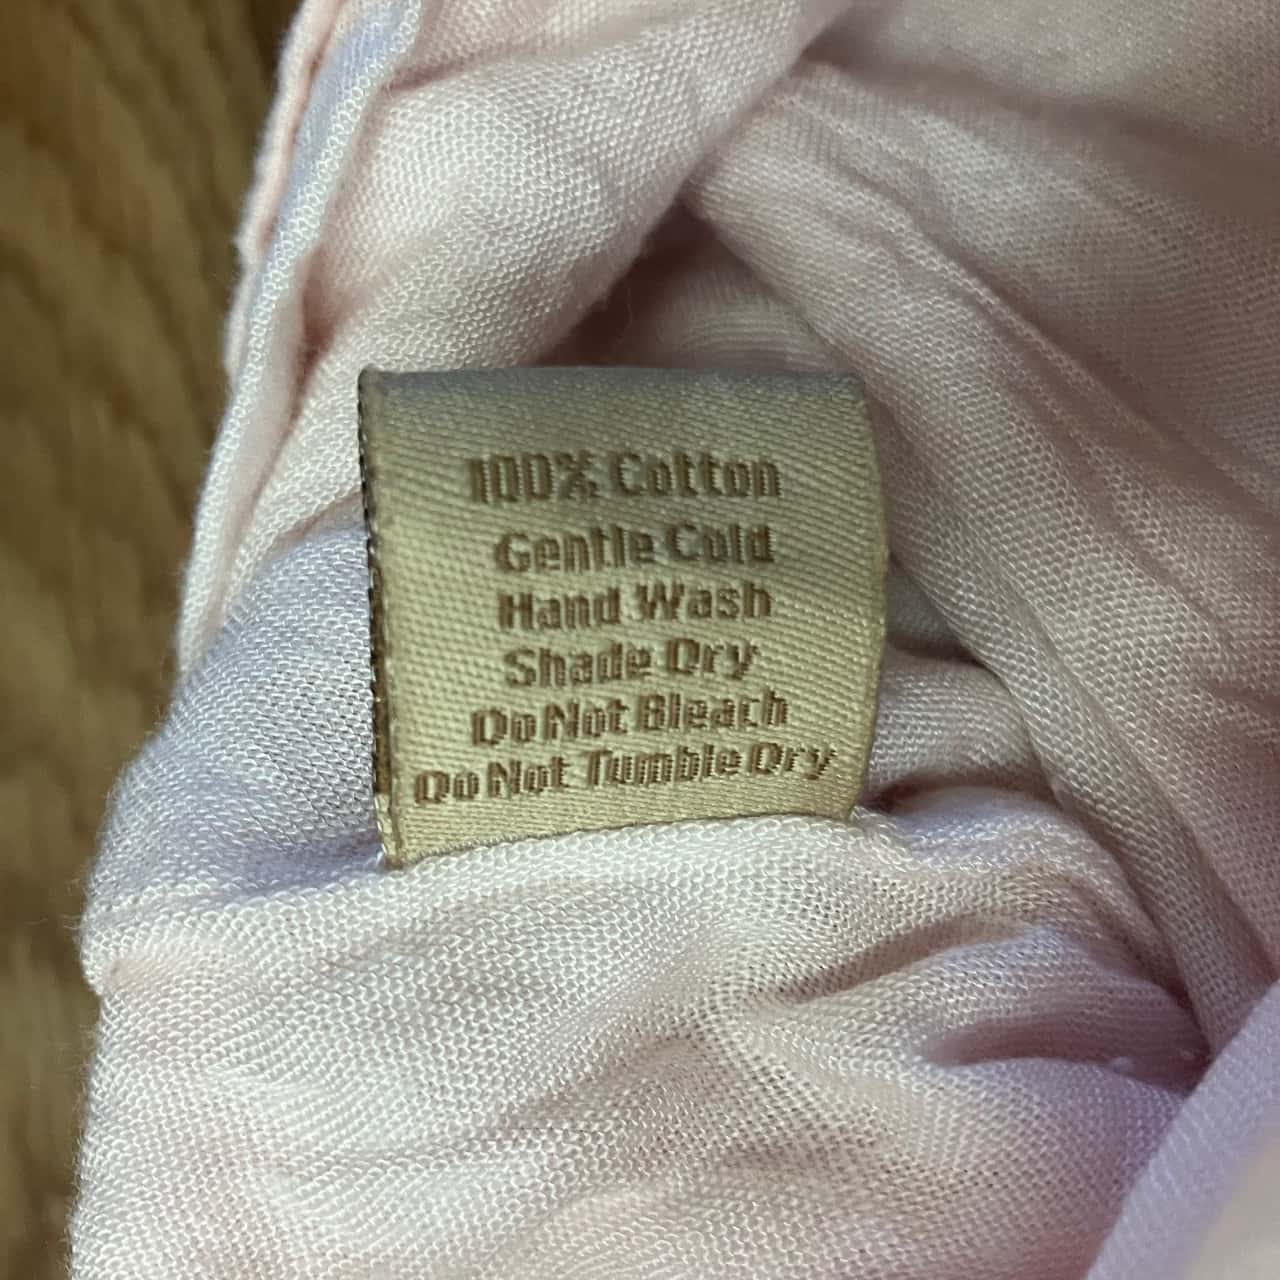 100% Cotton
Gentle Cold
Hand Wash
Shade Dry
Do Not Bleach
Do Not Tumble Dry